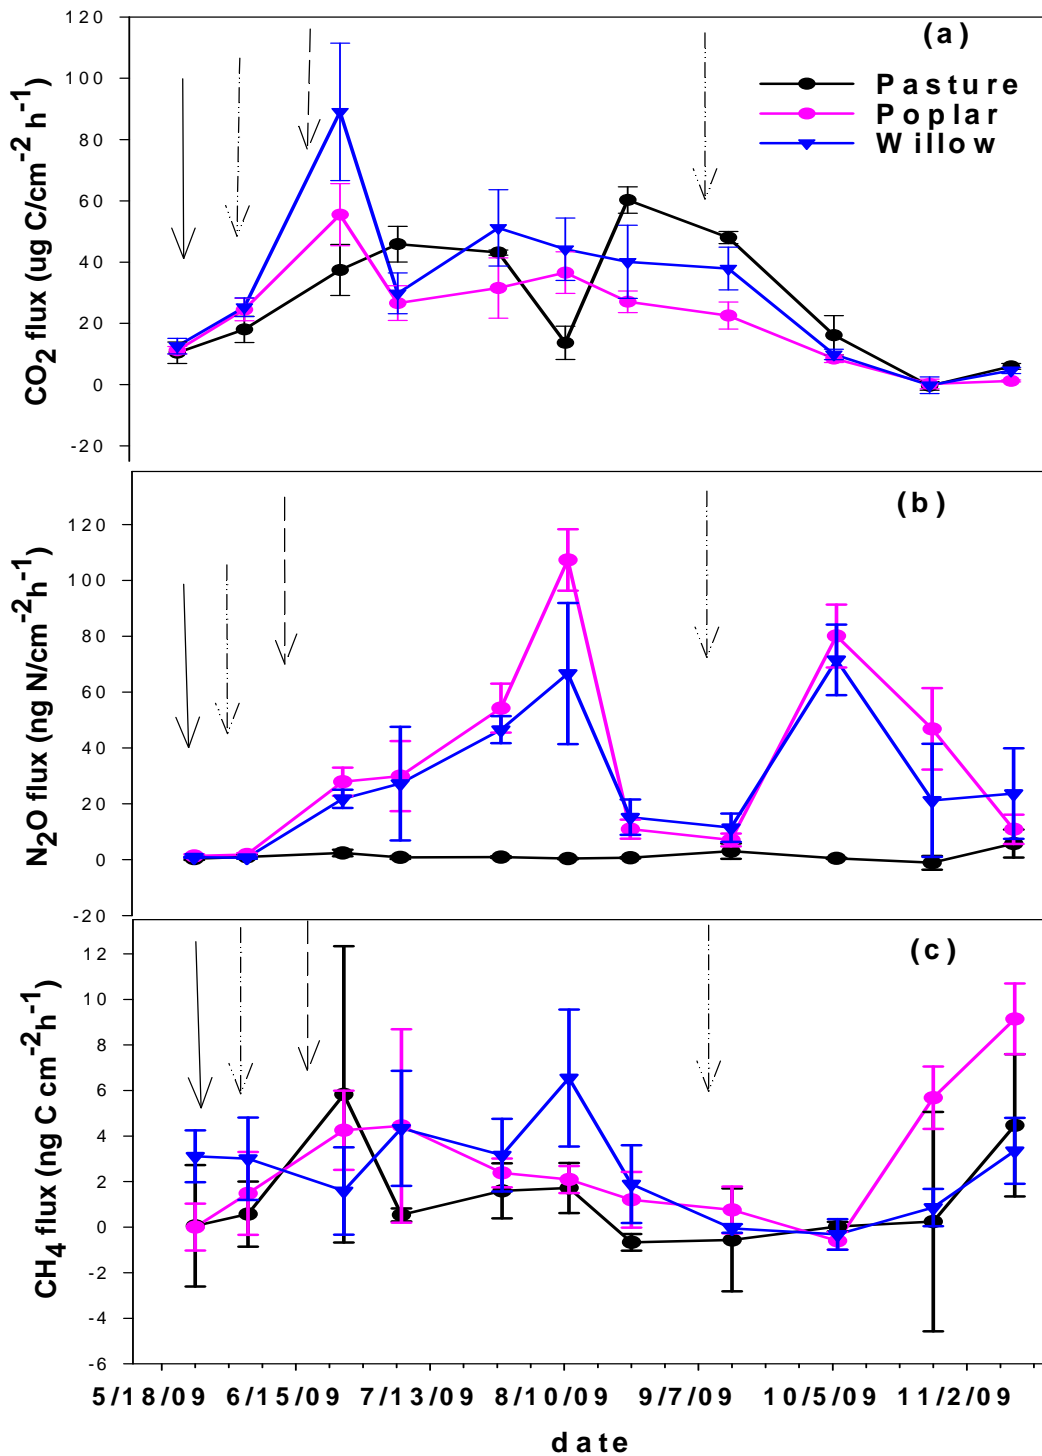 120
(a)
100
Pasture
Poplar
Willow
80
60
40
20
0
-20
CO2 flux (ug C/cm-2 h-1)
(b)
120
100
80
60
40
20
0
-20
N2O flux (ng N/cm-2h-1)
(c)
12
10
8
6
4
2
0
-2
-4
-6
CH4 flux (ng C cm-2h-1)
5/18/09 6/15/09 7/13/09 8/10/09 9/7/09 10/5/09 11/2/09
date